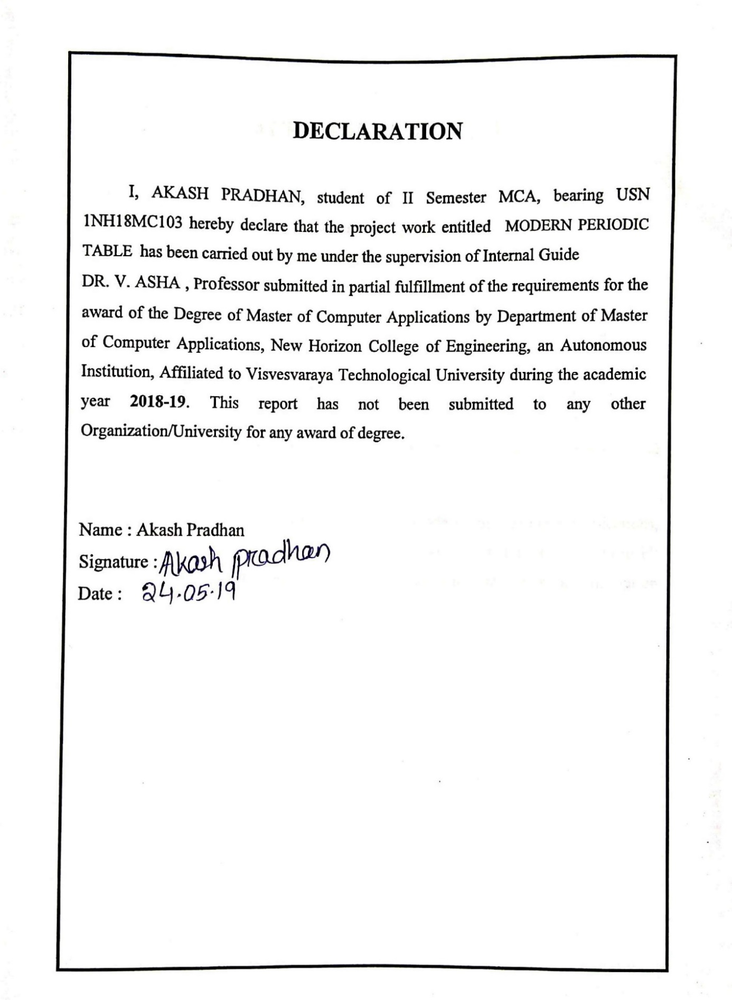 DECLARATION
I, AKASH PRADHAN, student of II Semester MCA, bearing USN
1NH18MC103 hereby declare that the project work entitled MODERN PERIODIC
TABLE has been carried out by me under the supervision of Internal Guide
DR. V. ASHA , Professor submitted in partial fulfillment of the requirements for the
award of the Degree of Master of Computer Applications by Department of Master
of Computer Applications, New Horizon College of Engineering, an Autonomous
Institution, Affiliated to Visvesvaraya Technological University during the academic
year 2018-19. This report has not been submitted to any other
Organization/University for any award of degree.
Name : Akash Pradhan
Signature : Akash pradhan
Date : 24.05.19